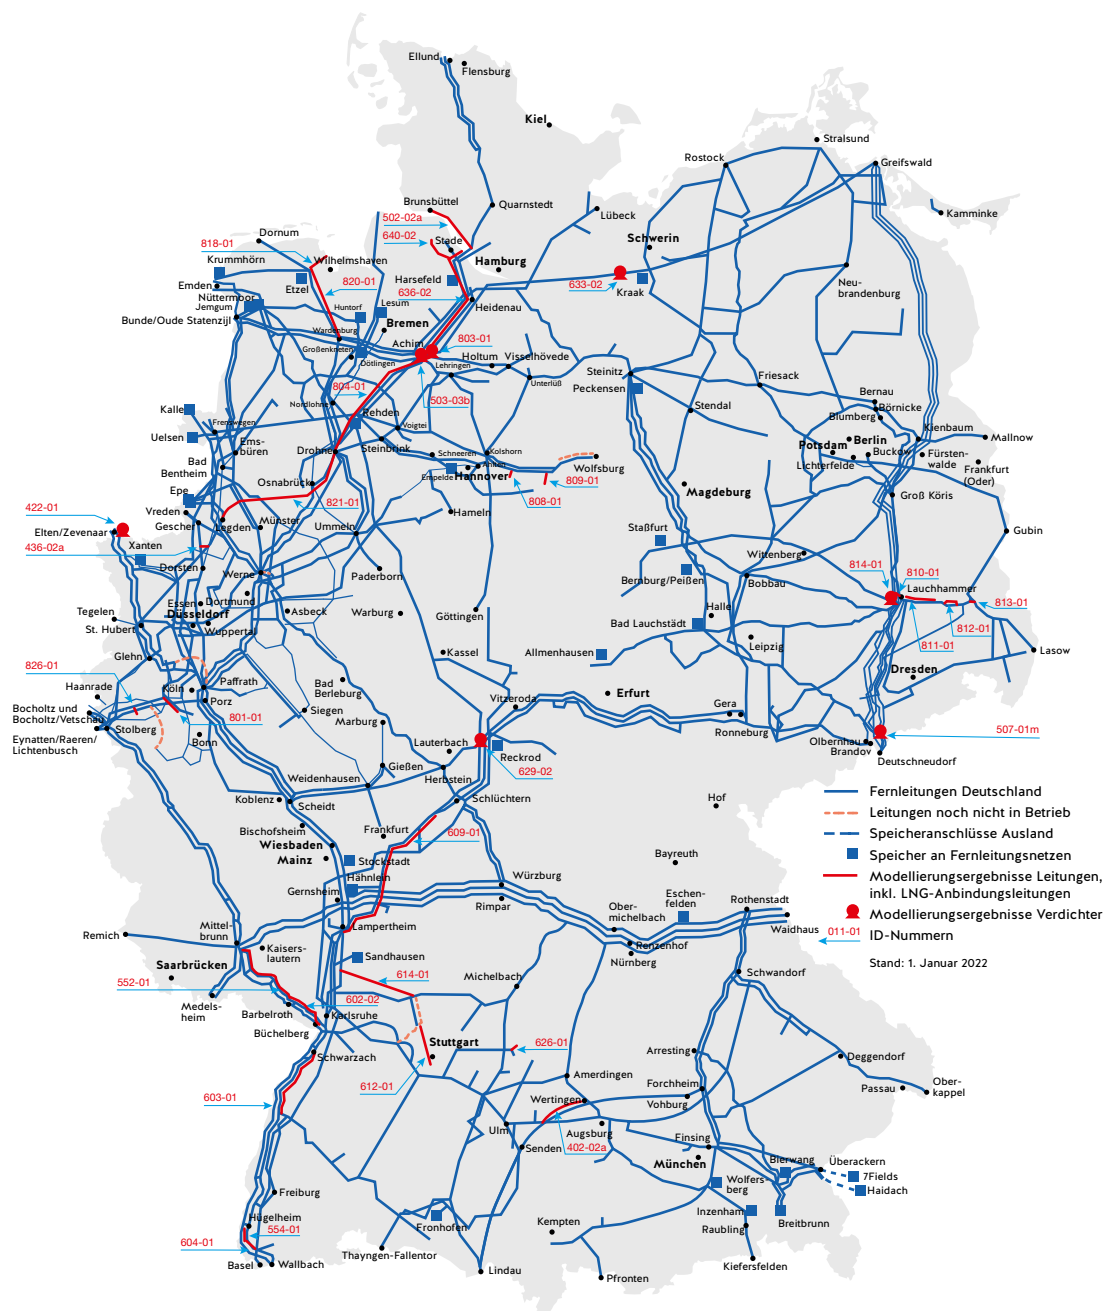 Ellund
Flensburg
Kiel
Stralsund
Rostock
Greifswald
Brunsbüttel
Quarnstedt
Lübeck
Kamminke
502-02a
640-02
Stade
Schwerin
Dornum
818-01
Krummhörn
Wilhelmshaven
Hamburg
Emden
Etzel
820-01
Harsefeld
633-02
Kraak
Neu-
brandenburg
Nüttermoor
Jemgum
636-02
Heidenau
Huntorf
Lesum
Bunde/Oude Statenzijl
Bremen
Wardenburg
Achim
803-01
Großenkneten
Dötlingen
Lehringen
Holtum
Visselhövede
Unterlüß
Steinitz
Peckensen
Friesack
804-01
503-03b
Bernau
Börnicke
Blumberg
Kalle
Nordlohne
Rehden
Stendal
Frenswegen
Voigtei
Uelsen
Ems-
büren
Drohne
Steinbrink
Schneeren
Kolshorn
Potsdam
Berlin
Kienbaum
Mallnow
Lichterfelde
Buckow
Fürsten-
walde
Frankfurt
(Oder)
Bad
Bentheim
Ahlten
Empelde
Hannover
Wolfsburg
809-01
808-01
Osnabrück
Magdeburg
Groß Köris
Epe
821-01
Vreden
422-01
Gescher
Legden
Münster
Ummeln
Hameln
Elten/Zevenaar
Staßfurt
Gubin
436-02a
Xanten
Wittenberg
814-01
810-01
Dorsten
Werne
Paderborn
Bernburg/Peißen
Bobbau
Lauchhammer
813-01
Essen
Dortmund
Tegelen
Düsseldorf
Asbeck
Warburg
Göttingen
Halle
Bad Lauchstädt
812-01
St. Hubert
Wuppertal
811-01
Glehn
Kassel
Allmenhausen
Leipzig
Lasow
826-01
Haanrade
Köln
Paffrath
Bad
Berleburg
Dresden
Bocholtz und
Bocholtz/Vetschau
Porz
Vitzeroda
Erfurt
Gera
Siegen
801-01
Marburg
Ronneburg
Stolberg
Eynatten/Raeren/
Lichtenbusch
Bonn
Lauterbach
Reckrod
Olbernhau
Brandov
507-01m
Deutschneudorf
Gießen
629-02
Weidenhausen
Herbstein
Fernleitungen Deutschland
Koblenz
Scheidt
Schlüchtern
Hof
Leitungen noch nicht in Betrieb
Bischofsheim
Frankfurt
609-01
Speicheranschlüsse Ausland
Wiesbaden
Mainz
Stockstadt
Bayreuth
Speicher an Fernleitungsnetzen
Hähnlein
Würzburg
Modellierungsergebnisse Leitungen,
inkl. LNG-Anbindungsleitungen
Gernsheim
Rimpar
Eschen-
felden
Rothenstadt
Modellierungsergebnisse Verdichter
Ober-
michelbach
Waidhaus
011-01
ID-Nummern
Mittel-
brunn
Lampertheim
Remich
Kaisers-
lautern
Renzenhof
Nürnberg
Stand: 1. Januar 2022
Saarbrücken
Sandhausen
614-01
Michelbach
Schwandorf
552-01
602-02
Medels-
heim
Barbelroth
Karlsruhe
Büchelberg
Stuttgart
626-01
Arresting
Deggendorf
Schwarzach
612-01
Amerdingen
Forchheim
Passau
Ober-
kappel
603-01
Wertingen
Vohburg
Ulm
Augsburg
Finsing
Senden
402-02a
München
Bierwang
Überackern
7Fields
Haidach
Freiburg
Wolfers-
berg
Hügelheim
Fronhofen
Kempten
Inzenham
Breitbrunn
Raubling
554-01
604-01
Basel
Wallbach
Thayngen-Fallentor
Lindau
Pfronten
Kiefersfelden